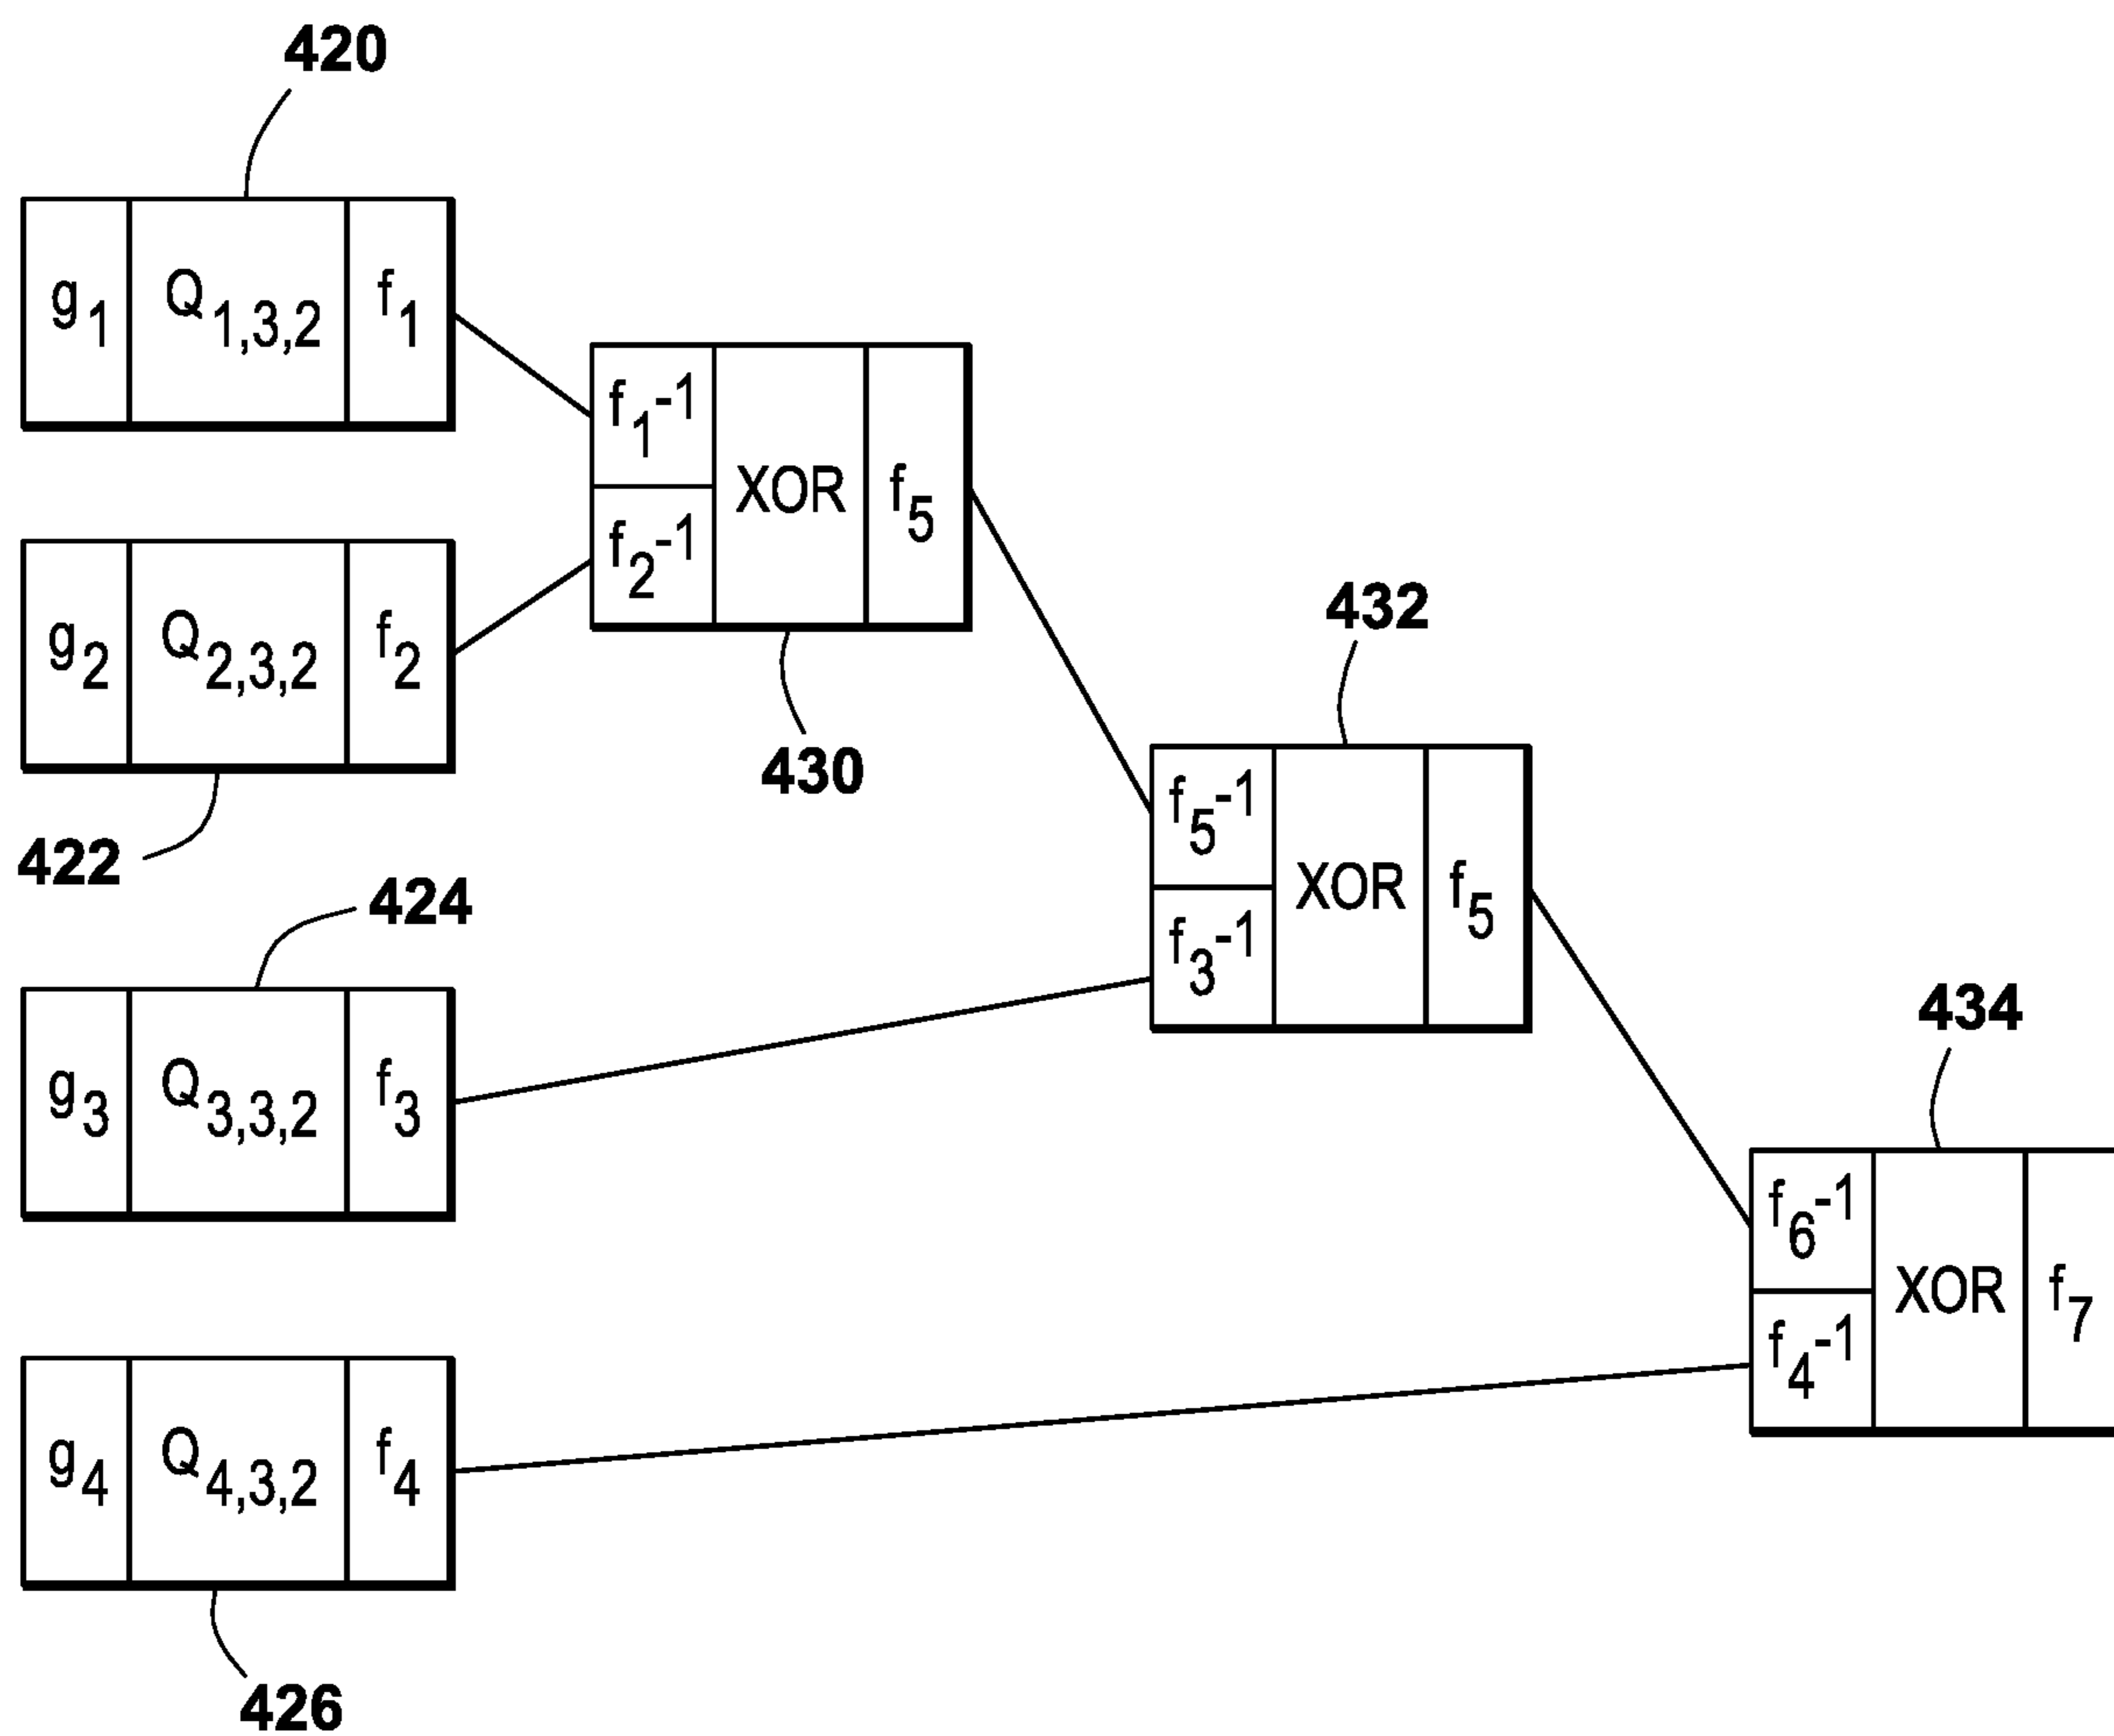 420
g1 Q1,3,2 f1
f1-1 XOR f5
f2-1
g2 Q2,3,2 f2
430
422
432
f5-1 XOR f5
f3-1
424
g3 Q3,3,2 f3
434
f6-1 XOR f7
f4-1
g4 Q4,3,2 f4
426